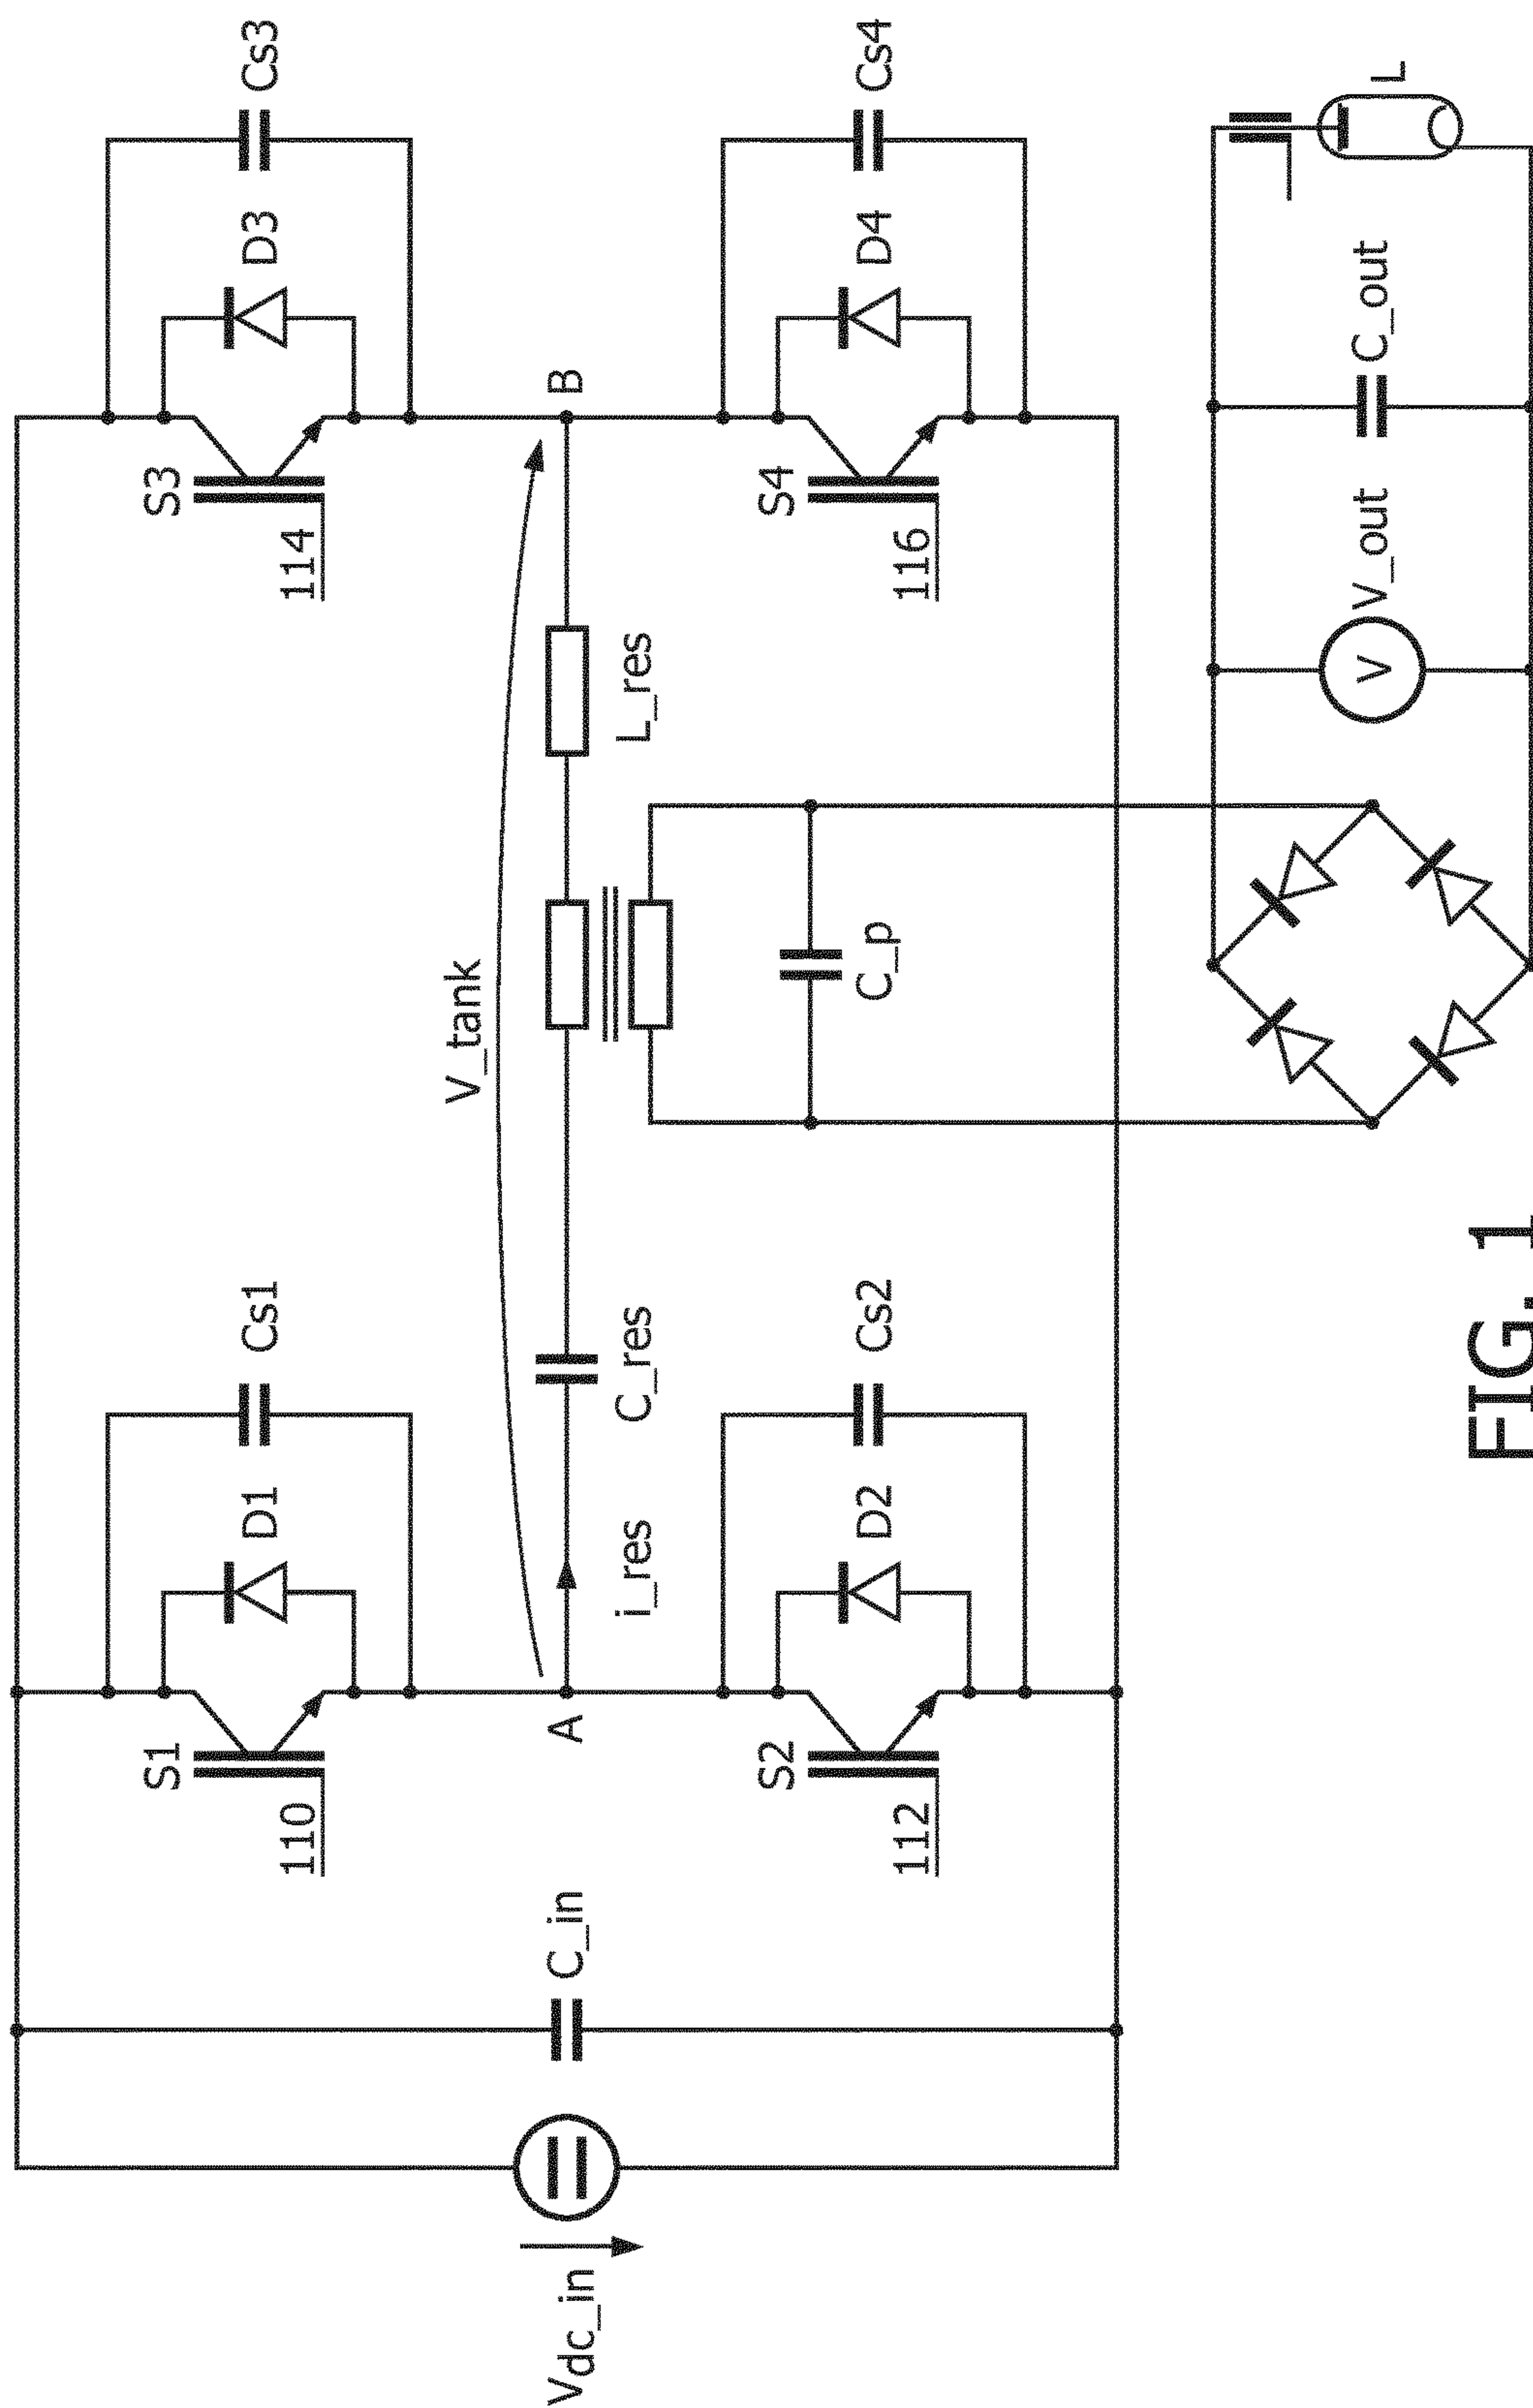 S3
D3
Cs3
114
S1
D1
Cs1
110
V_tank
B
A
i_res
C_res
L_res
C_in
Vdc_in
S4
D4
Cs4
116
S2
D2
Cs2
112
C_p
V
V_out
C_out
L
FIG. 1